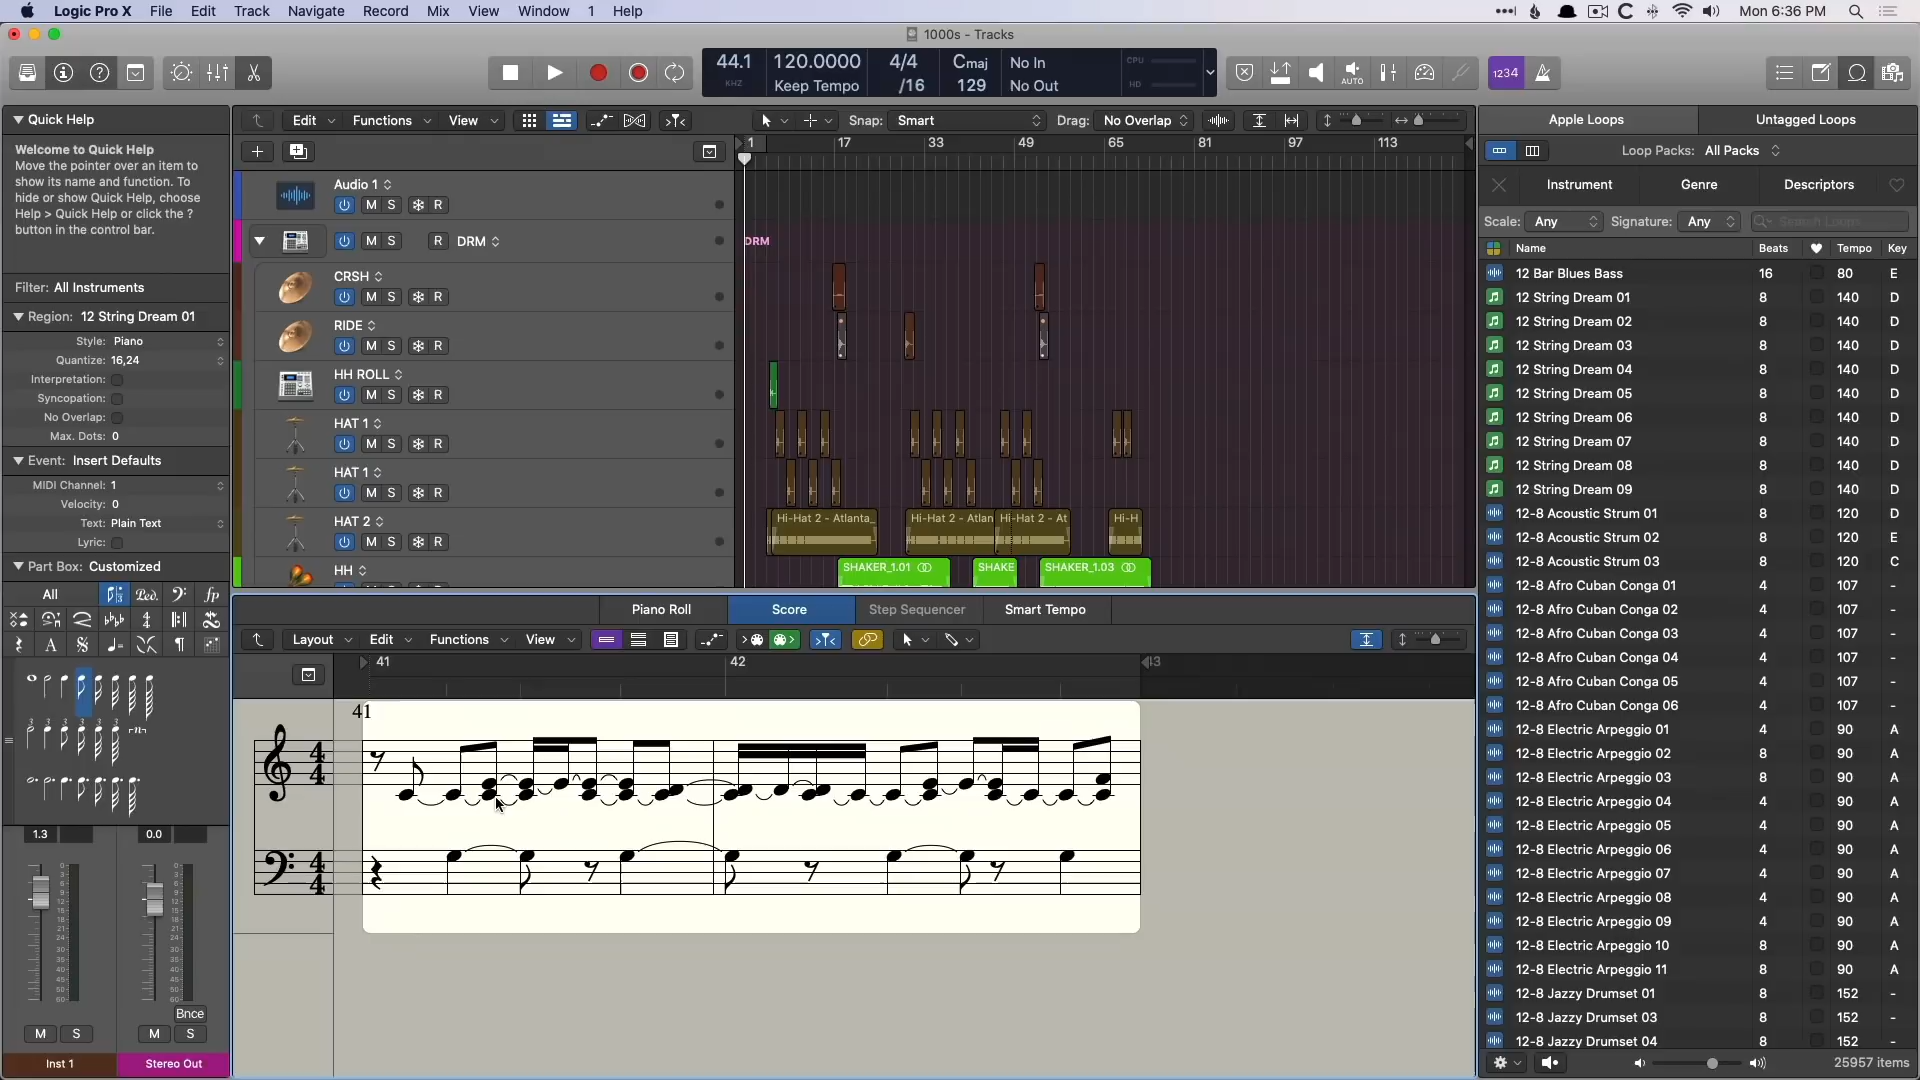 Logic Pro X File Edit Track Navigate Record Mix View Window 1 Help Mon 6:36 PM
1000s - Tracks
44.1 120.0000 4/4 Cmaj No In CPU
KHZ Keep Tempo /16 129 No Out HD
AUTO 1234
Quick Help
Welcome to Quick Help
Move the pointer over an item to
show its name and function. To
hide or show Quick Help, choose
Help > Quick Help or click the ?
button in the control bar.
Filter: All Instruments
Region: 12 String Dream 01
Style: Piano
Quantize: 16,24
Interpretation:
Syncopation:
No Overlap:
Max. Dots: 0
Event: Insert Defaults
MIDI Channel: 1
Velocity: 0
Text: Plain Text
Lyric:
Part Box: Customized
All
1.3 0.0
Bnce
M S M S
Inst 1 Stereo Out
Edit Functions View Snap: Smart Drag: No Overlap
1 17 33 49 65 81 97 113
Audio 1
M S R
M S R DRM
DRM
CRSH
M S R
RIDE
M S R
HH ROLL
M S R
HAT 1
M S R
HAT 1
M S R
HAT 2
M S R
Hi-Hat 2 - Atlanta_ Hi-Hat 2 - Atlan Hi-Hat 2 - At Hi-H
HH
SHAKER_1.01 SHAKE SHAKER_1.03
Piano Roll Score Step Sequencer Smart Tempo
Layout Edit Functions View
41 42 43
41
4
4
4
4
Apple Loops Untagged Loops
Loop Packs: All Packs
Instrument Genre Descriptors
Scale: Any Signature: Any Search Loops
Name Beats Tempo Key
12 Bar Blues Bass 16 80 E
12 String Dream 01 8 140 D
12 String Dream 02 8 140 D
12 String Dream 03 8 140 D
12 String Dream 04 8 140 D
12 String Dream 05 8 140 D
12 String Dream 06 8 140 D
12 String Dream 07 8 140 D
12 String Dream 08 8 140 D
12 String Dream 09 8 140 D
12-8 Acoustic Strum 01 8 120 D
12-8 Acoustic Strum 02 8 120 E
12-8 Acoustic Strum 03 8 120 C
12-8 Afro Cuban Conga 01 4 107 -
12-8 Afro Cuban Conga 02 4 107 -
12-8 Afro Cuban Conga 03 4 107 -
12-8 Afro Cuban Conga 04 4 107 -
12-8 Afro Cuban Conga 05 4 107 -
12-8 Afro Cuban Conga 06 4 107 -
12-8 Electric Arpeggio 01 4 90 A
12-8 Electric Arpeggio 02 8 90 A
12-8 Electric Arpeggio 03 4 90 A
12-8 Electric Arpeggio 04 8 90 A
12-8 Electric Arpeggio 05 4 90 A
12-8 Electric Arpeggio 06 8 90 A
12-8 Electric Arpeggio 07 4 90 A
12-8 Electric Arpeggio 08 4 90 A
12-8 Electric Arpeggio 09 4 90 A
12-8 Electric Arpeggio 10 8 90 A
12-8 Electric Arpeggio 11 8 90 A
12-8 Jazzy Drumset 01 8 152 -
12-8 Jazzy Drumset 03 8 152 -
12-8 Jazzy Drumset 04 8 152 -
25957 items